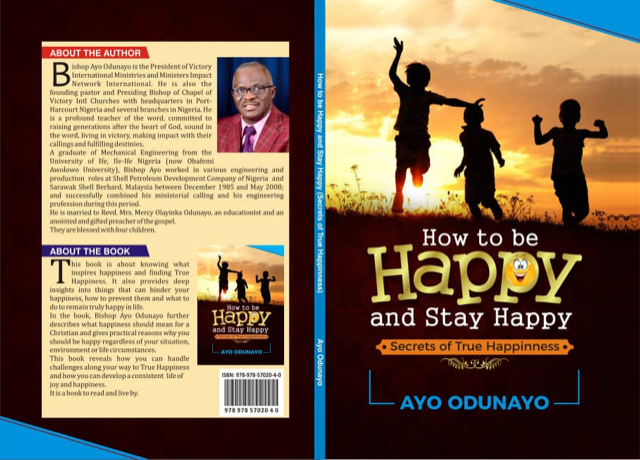 ABOUT THE AUTHOR
Bishop Ayo Odunayo is the President of Victory
International Ministries and Ministers Impact
Network International. He is also the
founding pastor and Presiding Bishop of Chapel of
Victory Intl Churches with headquarters in Port-
Harcourt Nigeria and several branches in Nigeria. He
is a profound teacher of the word, committed to
raising generations after the heart of God, sound in
the word, living in victory, making impact with their
callings and fulfilling destinies.
A graduate of Mechanical Engineering from the
University of Ife, Ile-Ife Nigeria (now Obafemi
Awolowo University), Bishop Ayo worked in various engineering and
production roles at Shell Petroleum Development Company of Nigeria and
Sarawak Shell Berhard, Malaysia between December 1985 and May 2008;
and successfully combined his ministerial calling and his engineering
profession during this period.
He is married to Revd. Mrs. Mercy Olayinka Odunayo, an educationist and an
anointed and gifted preacher of the gospel.
They are blessed with four children.
ABOUT THE BOOK
This book is about knowing what
inspires happiness and finding True
Happiness. It also provides deep
insights into things that can hinder your
happiness, how to prevent them and what to
do to remain truly happy in life.
In the book, Bishop Ayo Odunayo further
describes what happiness should mean for a
Christian and gives practical reasons why you
should be happy regardless of your situation,
environment or life circumstances.
This book reveals how you can handle
challenges along your way to True Happiness
and how you can develop a consistent life of
joy and happiness.
It is a book to read and live by.
How to be
Happy
and Stay Happy
Secrets of True Happinness
AYO ODUNAYO
ISBN: 978-978-57020-4-0
978 978 57020 4 0
How to be Happy and Stay Happy (Secrets of True Happinness)
Ayo Odunayo
How to be
Happy
and Stay Happy
• Secrets of True Happinness •
AYO ODUNAYO